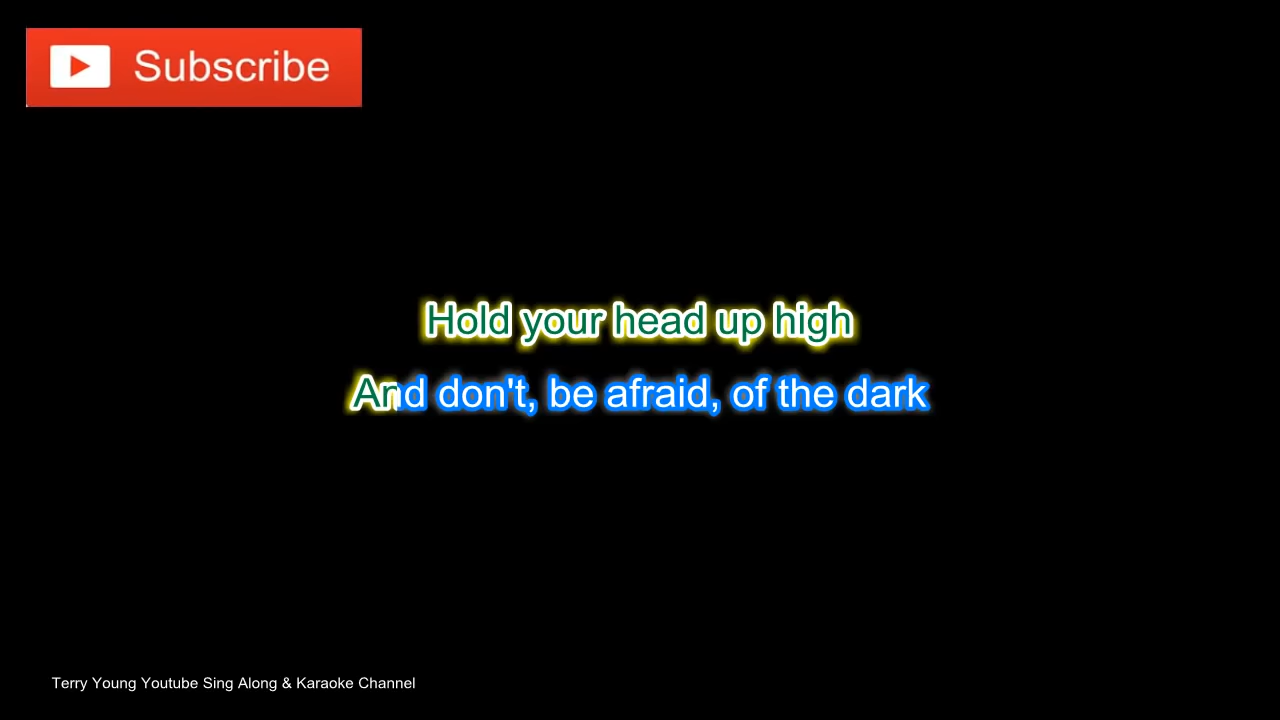 Subscribe
Hold your head up high
And don't, be afraid, of the dark
Terry Young Youtube Sing Along & Karaoke Channel